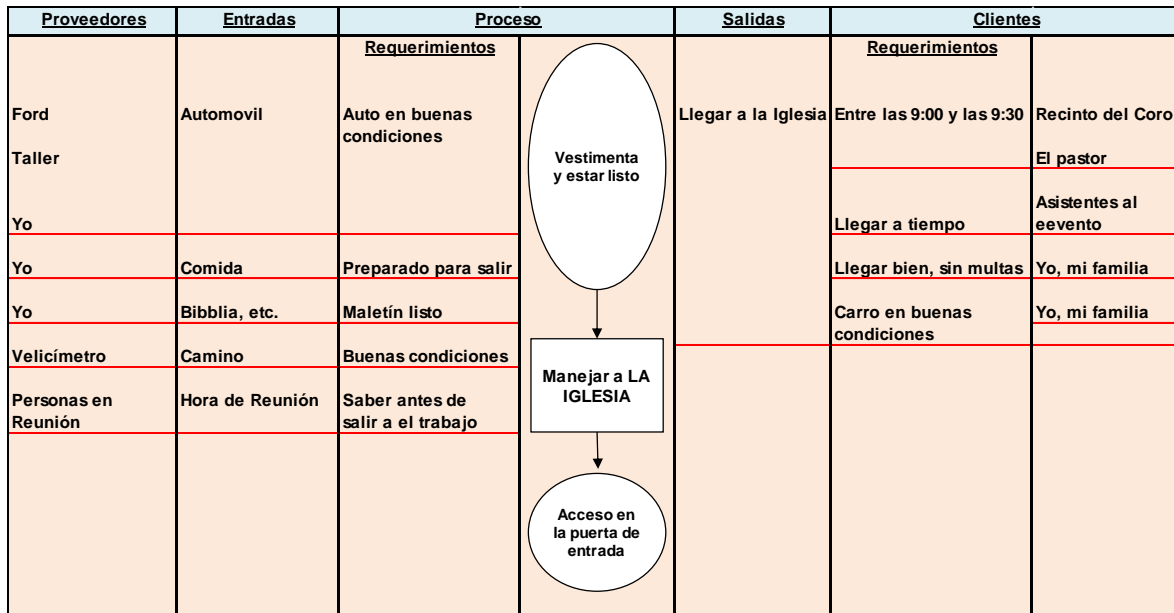 Proveedores Entradas Proceso Salidas Clientes
Requerimientos Requerimientos
Ford Automovil Auto en buenas Llegar a la Iglesia Entre las 9:00 y las 9:30 Recinto del Coro
condiciones
Taller Vestimenta El pastor
y estar listo
Asistentes al
Yo Llegar a tiempo eevento
Yo Comida Preparado para salir Llegar bien, sin multas Yo, mi familia
Yo Bibblia, etc. Maletín listo Carro en buenas Yo, mi familia
condiciones
Velicímetro Camino Buenas condiciones
Manejar a LA
IGLESIA
Personas en Hora de Reunión Saber antes de
Reunión salir a el trabajo
Acceso en
la puerta de
entrada